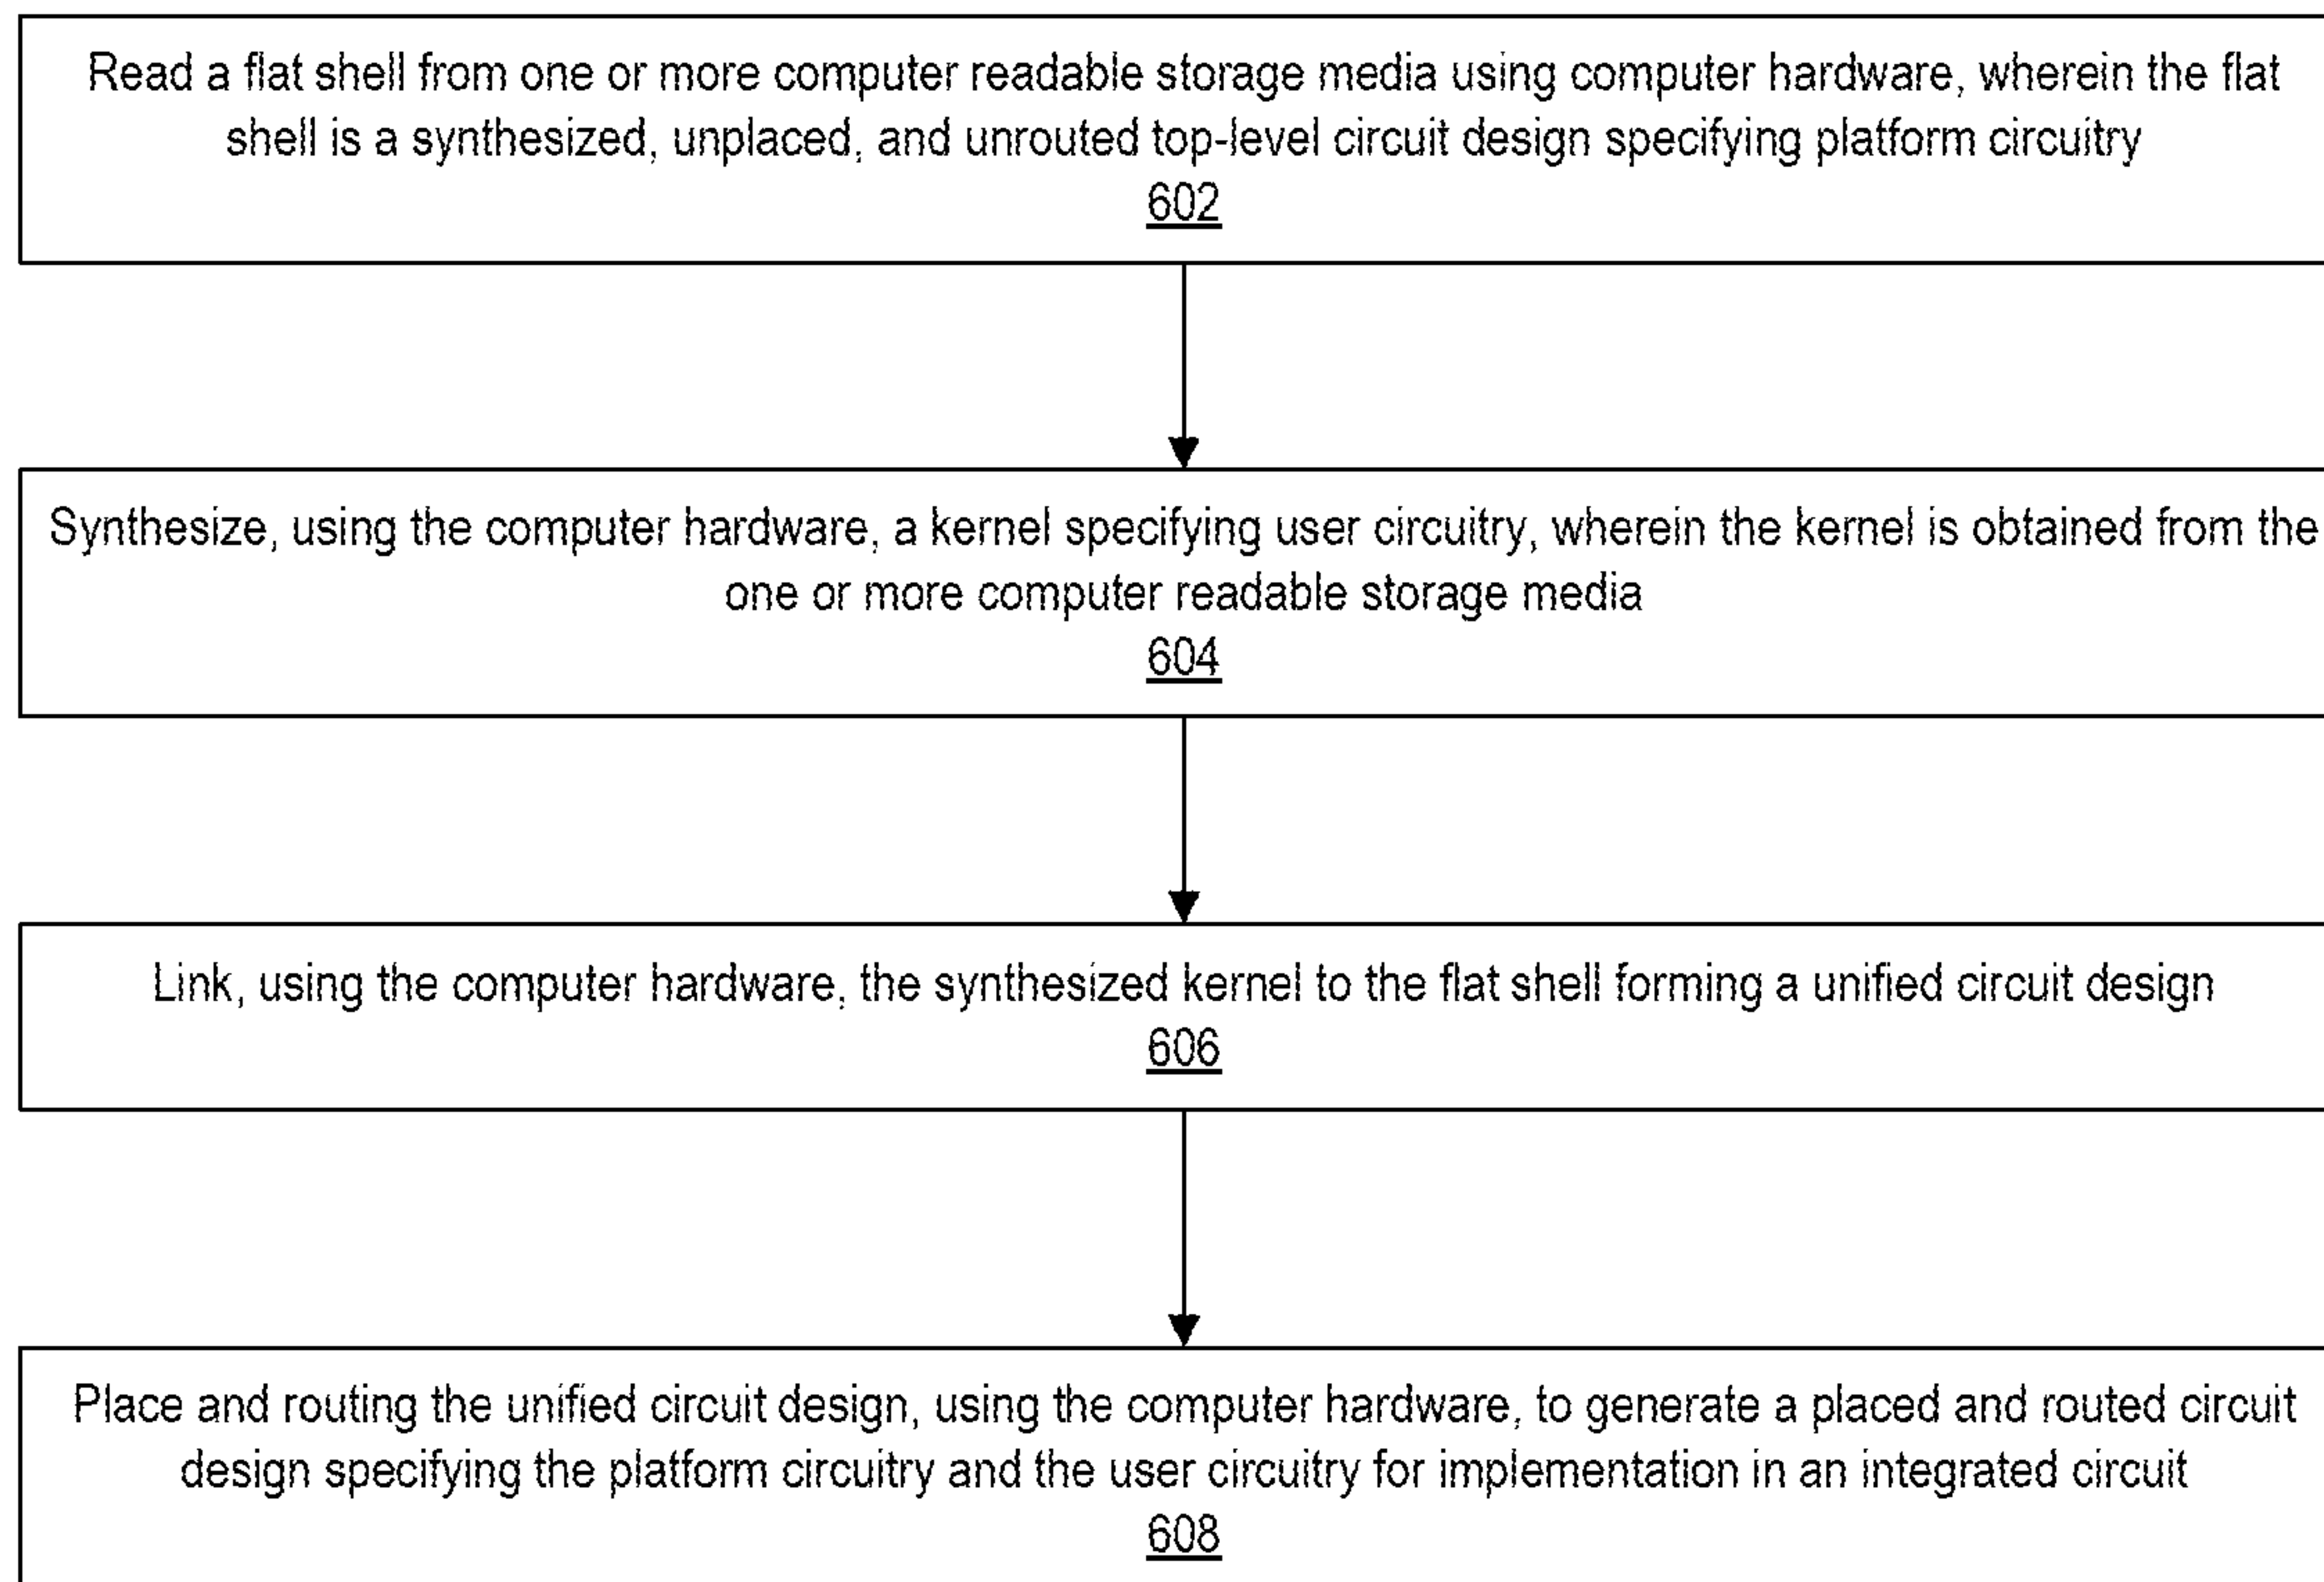 Read a flat shell from one or more computer readable storage media using computer hardware, wherein the flat
shell is a synthesized, unplaced, and unrouted top-level circuit design specifying platform circuitry
602
Synthesize, using the computer hardware, a kernel specifying user circuitry, wherein the kernel is obtained from the
one or more computer readable storage media
604
Link, using the computer hardware, the synthesized kernel to the flat shell forming a unified circuit design
606
Place and routing the unified circuit design, using the computer hardware, to generate a placed and routed circuit
design specifying the platform circuitry and the user circuitry for implementation in an integrated circuit
608